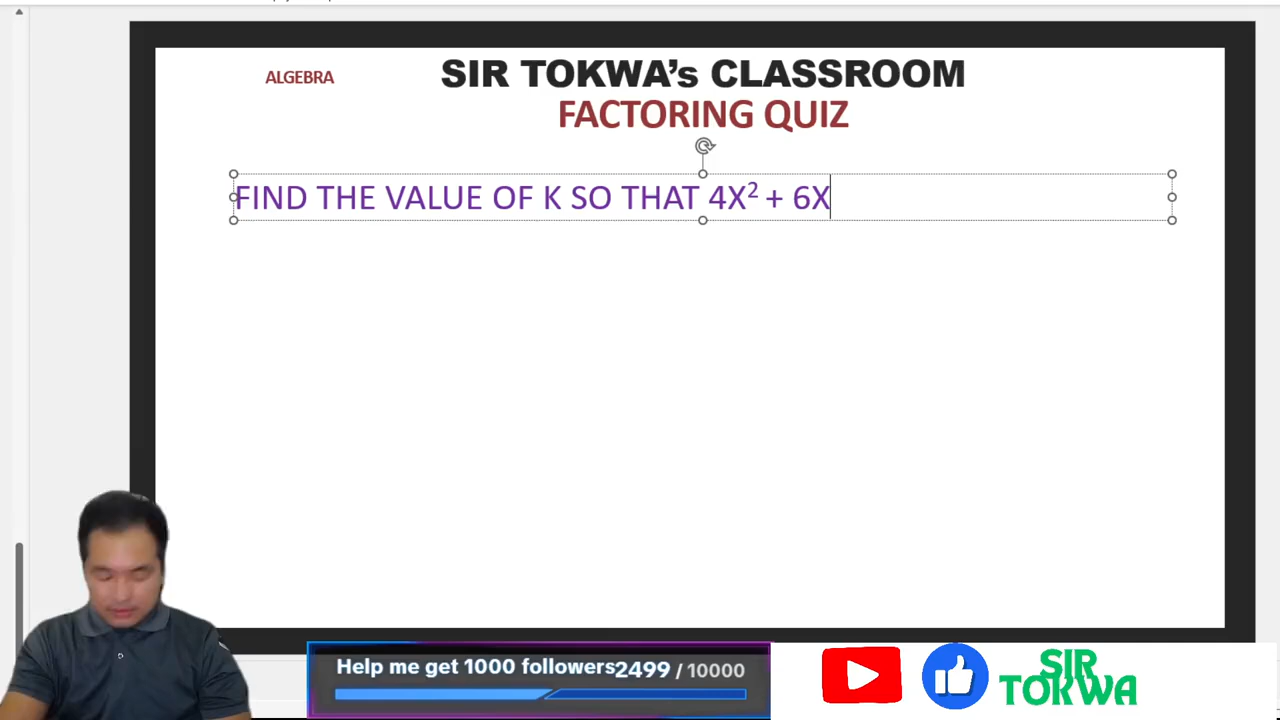 ALGEBRA
SIR TOKWA's CLASSROOM
FACTORING QUIZ
FIND THE VALUE OF K SO THAT 4X² + 6X
Help me get 1000 followers 2499 / 10000
SIR
TOKWA